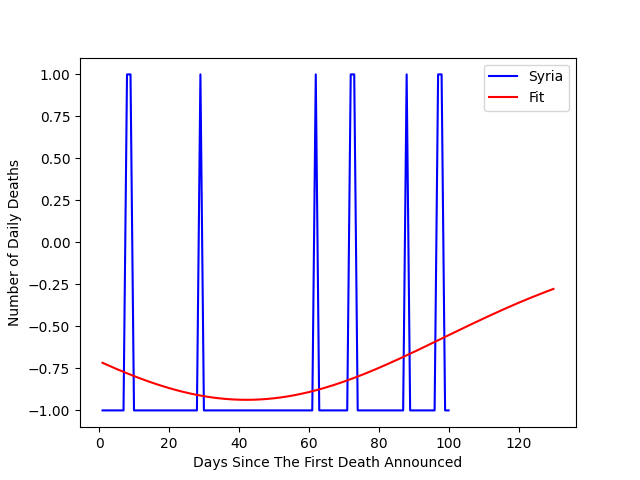 1.00
0.75
0.50
0.25
0.00
−0.25
−0.50
−0.75
−1.00
0 20 40 60 80 100 120
Number of Daily Deaths
Days Since The First Death Announced
Syria
Fit